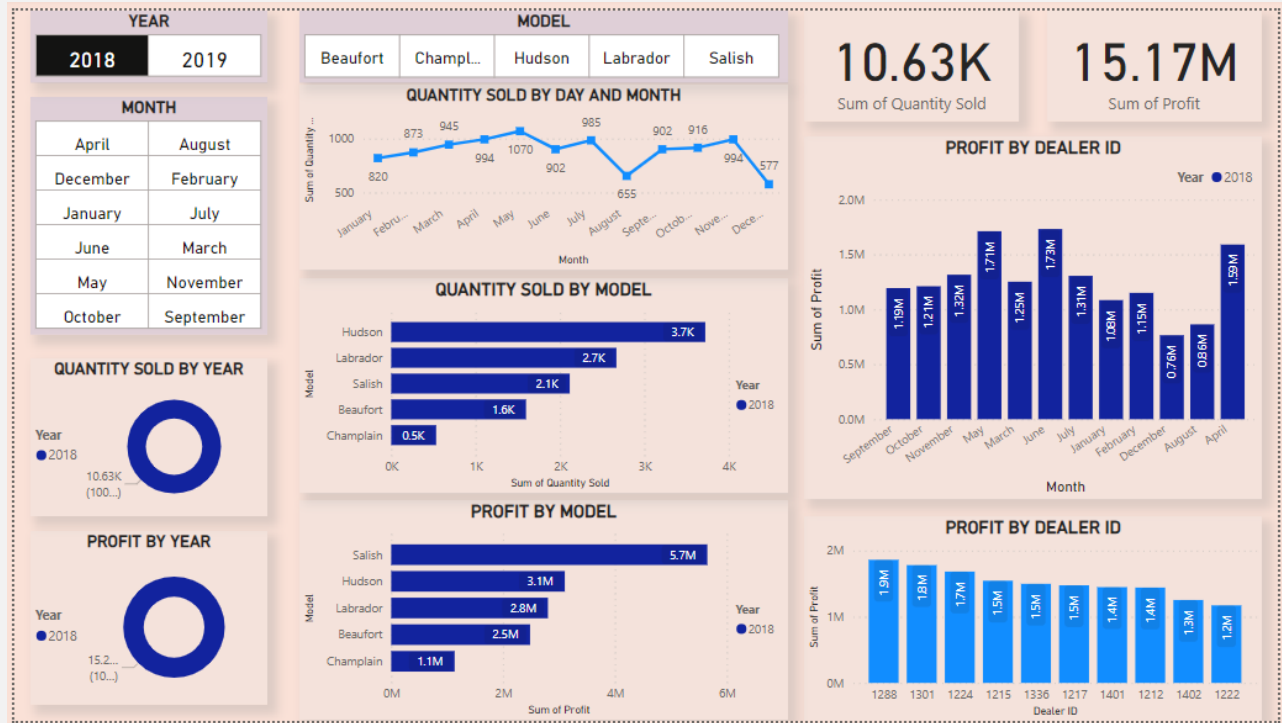 YEAR
2018 2019
MONTH
April August
December February
January July
June March
May November
October September
QUANTITY SOLD BY YEAR
Year
2018
10.63K
(100...)
PROFIT BY YEAR
Year
2018
15.2...
(10...)
MODEL
Beaufort Champl... Hudson Labrador Salish
QUANTITY SOLD BY DAY AND MONTH
Sum of Quantity ...
1000
500
820 873 945 994 1070 902 985 655 902 916 994 577
January Febru... March April May June July August Septe... Octob... Nove... Dece...
Month
QUANTITY SOLD BY MODEL
Model
Hudson 3.7K
Labrador 2.7K
Salish 2.1K
Beaufort 1.6K
Champlain 0.5K
0K 1K 2K 3K 4K
Sum of Quantity Sold
Year
2018
PROFIT BY MODEL
Model
Salish 5.7M
Hudson 3.1M
Labrador 2.8M
Beaufort 2.5M
Champlain 1.1M
0M 2M 4M 6M
Sum of Profit
Year
2018
10.63K
Sum of Quantity Sold
15.17M
Sum of Profit
PROFIT BY DEALER ID
Year 2018
Sum of Profit
2.0M
1.5M
1.0M
0.5M
0.0M
1.19M 1.21M 1.32M 1.71M 1.25M 1.73M 1.31M 1.08M 1.15M 0.76M 0.86M 1.59M
September October November May March June July January February December August April
Month
PROFIT BY DEALER ID
Sum of Profit
2M
1M
0M
1.9M 1.8M 1.7M 1.5M 1.5M 1.5M 1.4M 1.4M 1.3M 1.2M
1288 1301 1224 1215 1336 1217 1401 1212 1402 1222
Dealer ID